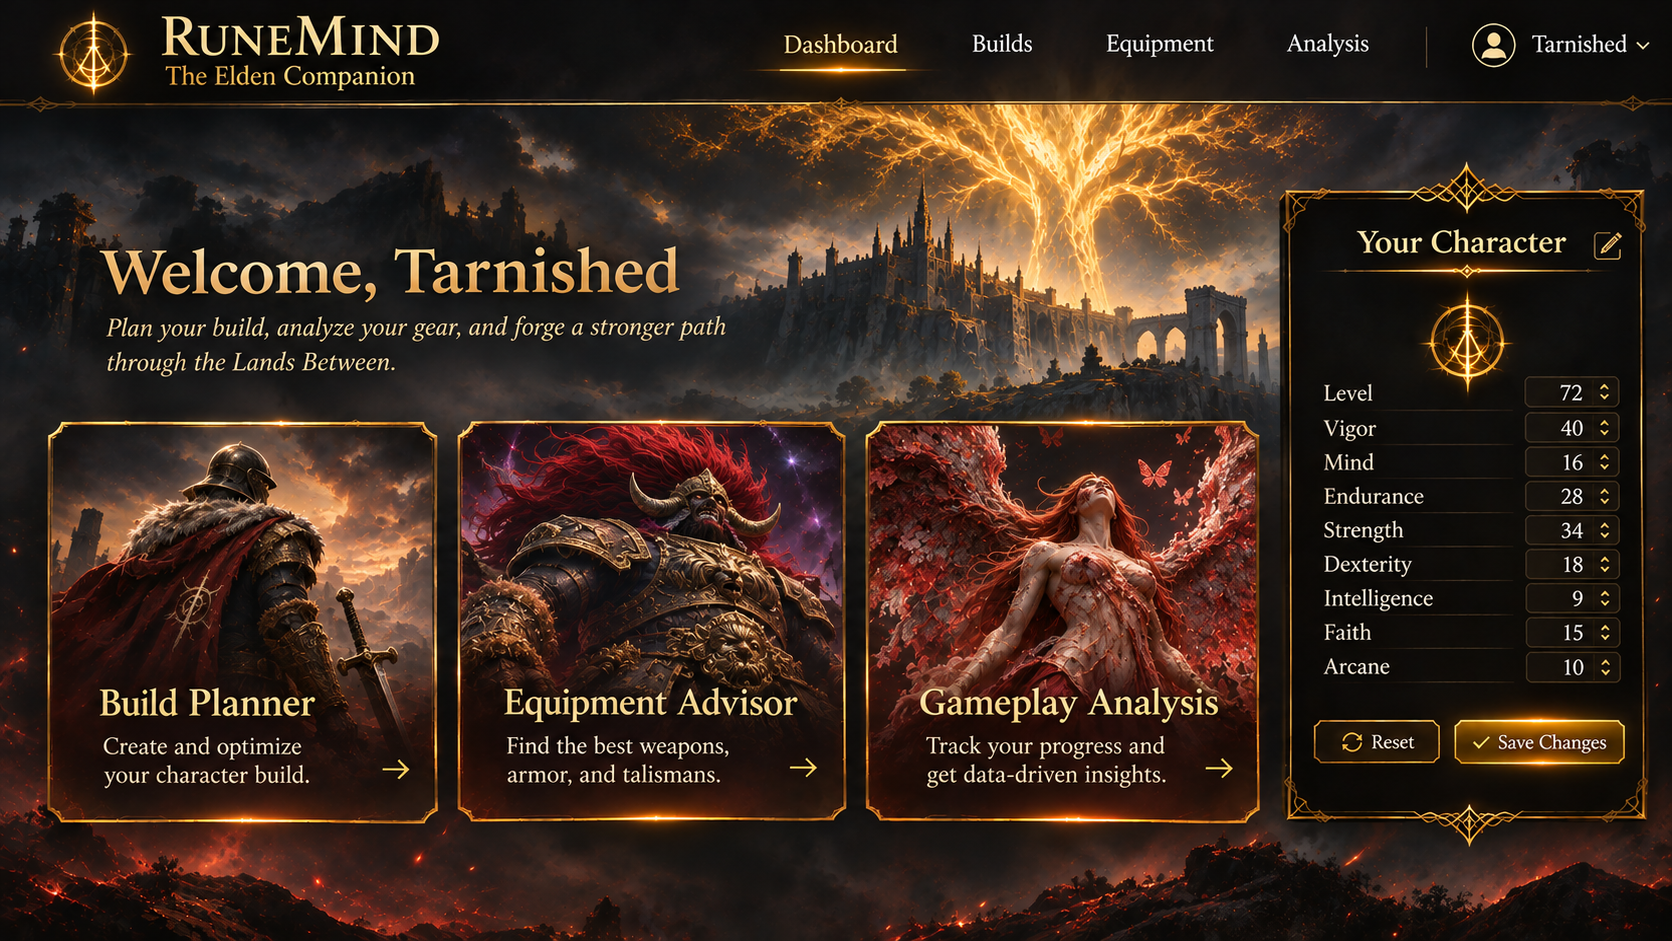 RuneMind
The Elden Companion
Dashboard
Builds
Equipment
Analysis
Tarnished
Welcome, Tarnished
Plan your build, analyze your gear, and forge a stronger path
through the Lands Between.
Build Planner
Create and optimize
your character build.
Equipment Advisor
Find the best weapons,
armor, and talismans.
Gameplay Analysis
Track your progress and
get data-driven insights.
Your Character
Level 72
Vigor 40
Mind 16
Endurance 28
Strength 34
Dexterity 18
Intelligence 9
Faith 15
Arcane 10
Reset
Save Changes